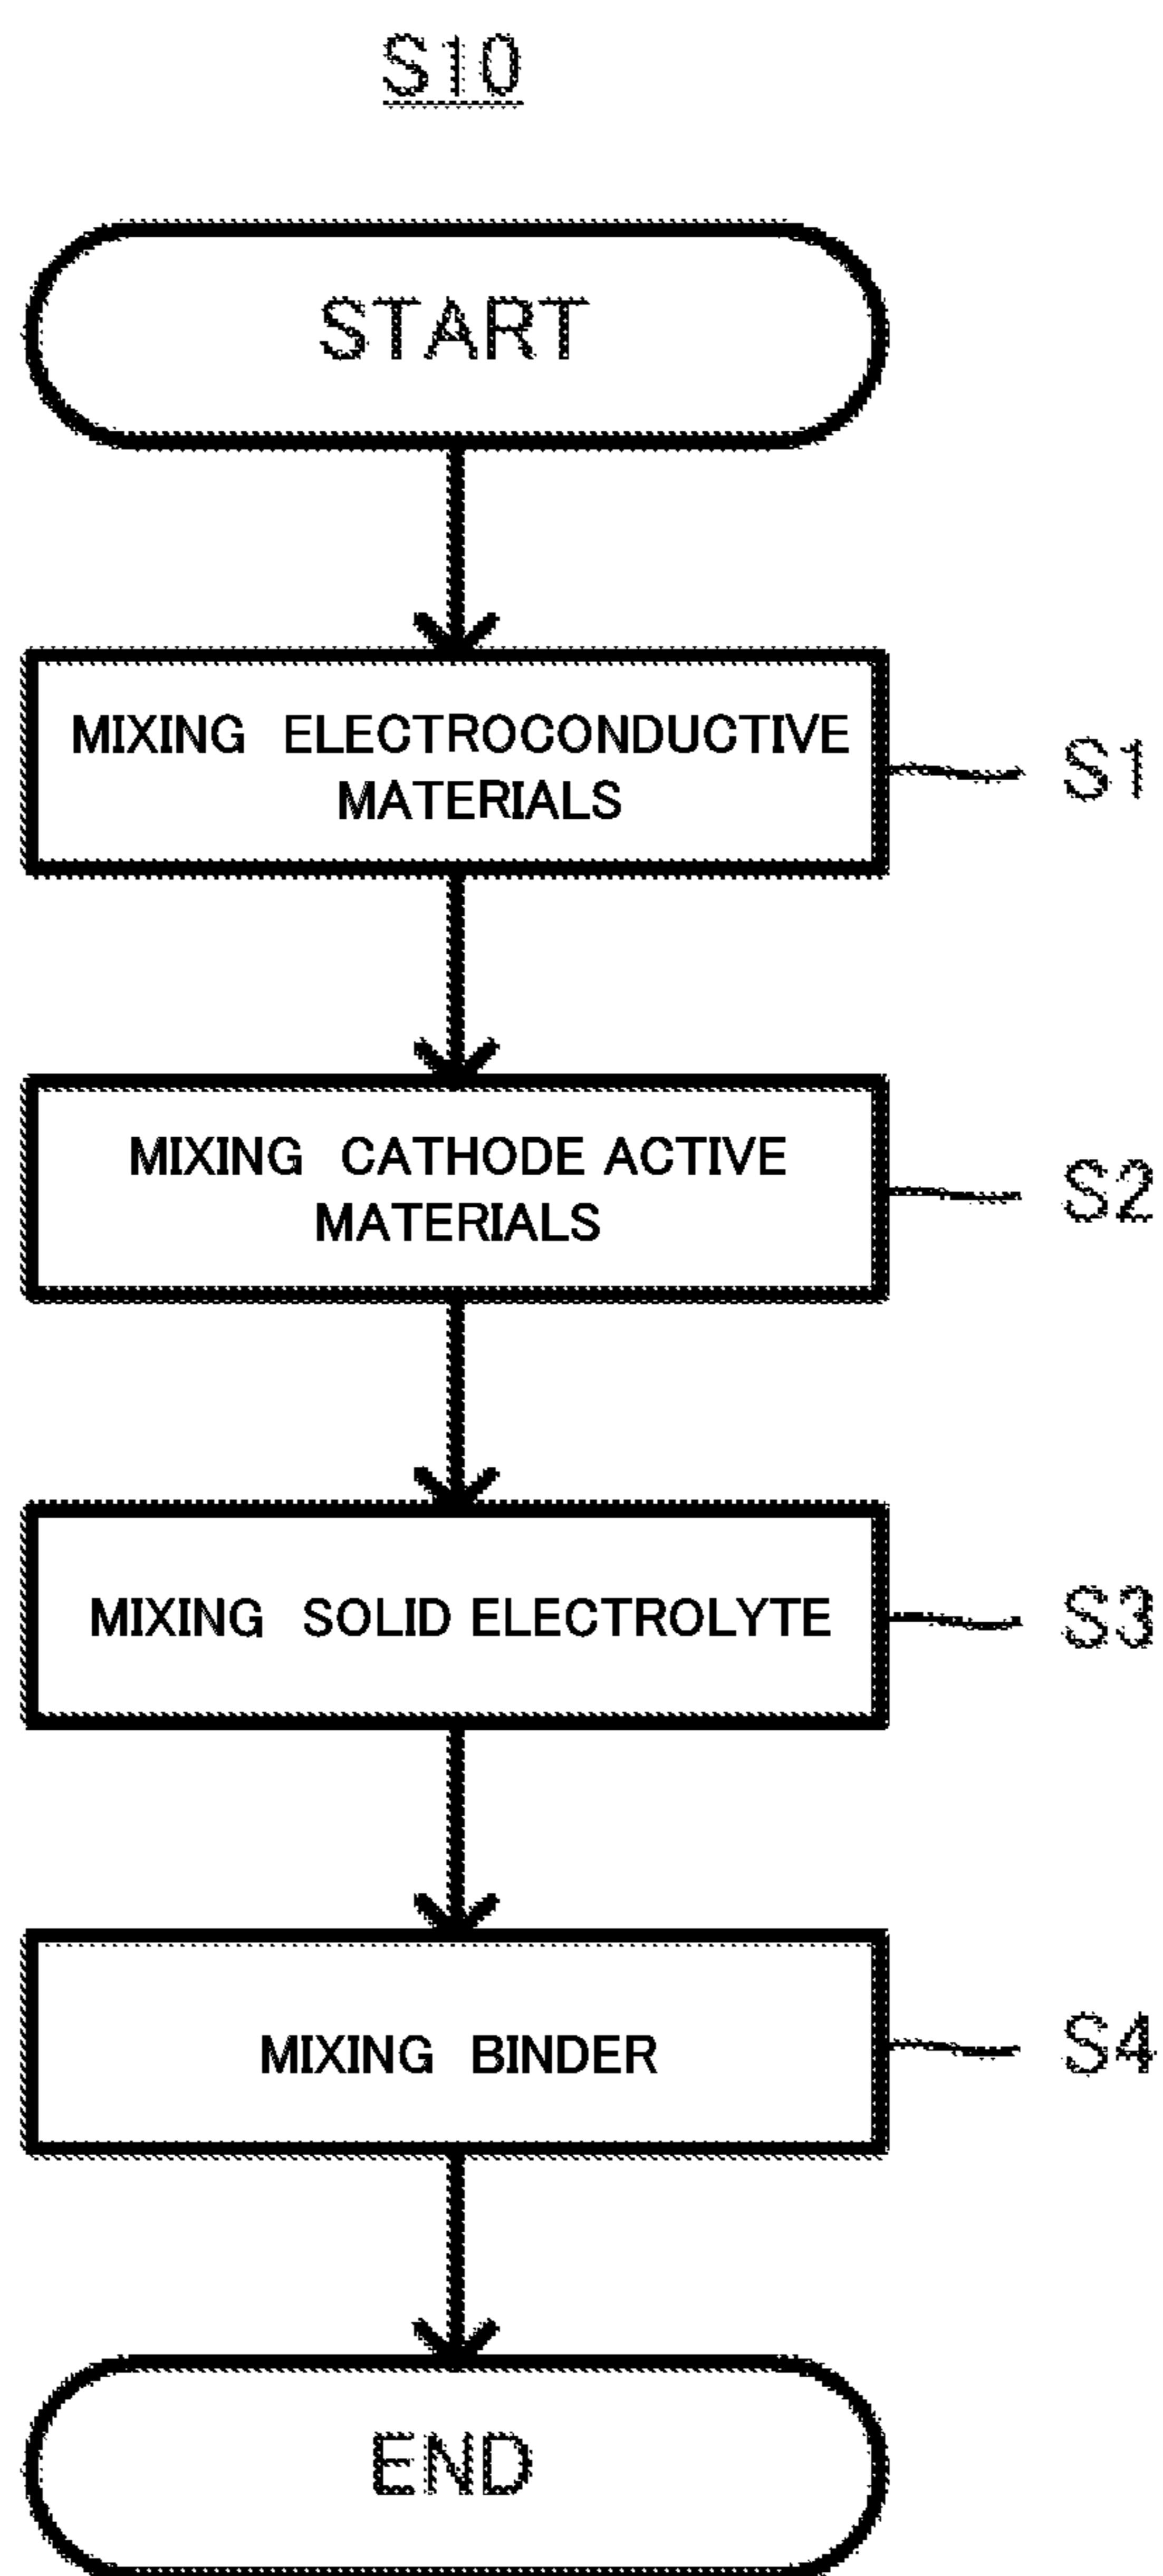 S10
START
MIXING ELECTROCONDUCTIVE
MATERIALS
S1
MIXING CATHODE ACTIVE
MATERIALS
S2
MIXING SOLID ELECTROLYTE
S3
MIXING BINDER
S4
END